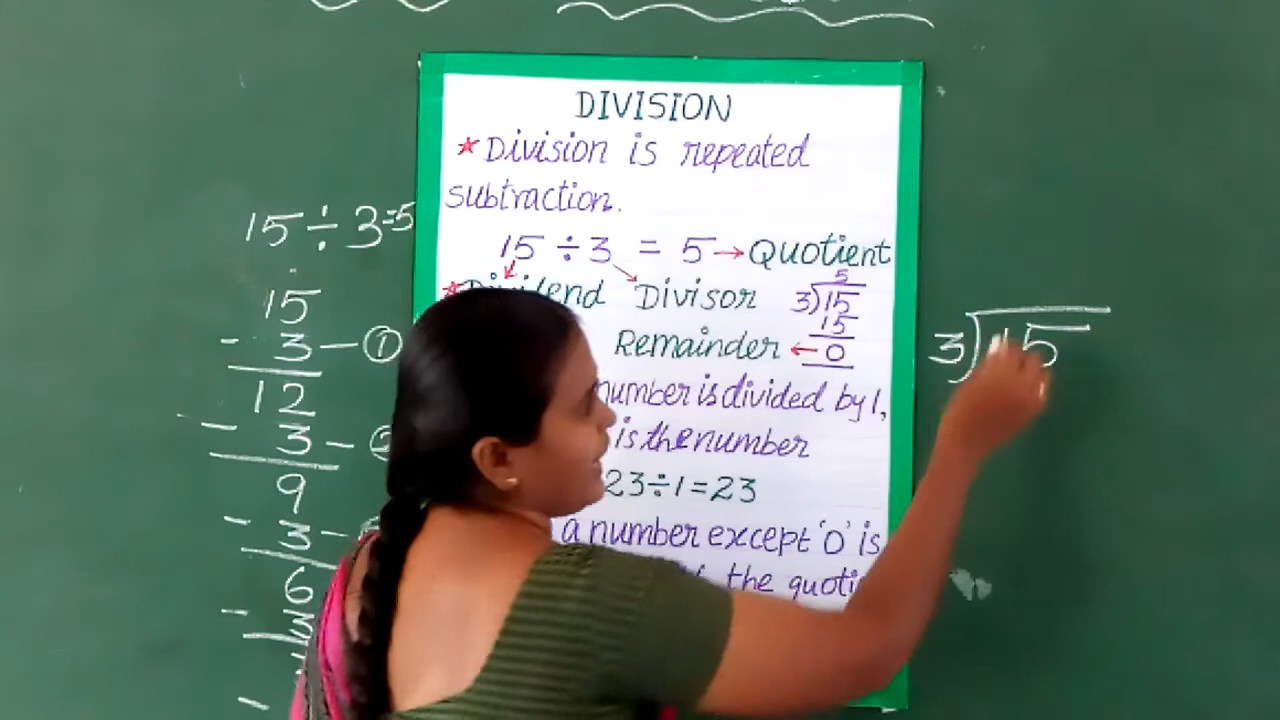 15÷3=5
15
- 3 – ①
12
- 3 –
9
- 3 –
6
- 3
-
DIVISION
* Division is repeated
subtraction.
15 ÷ 3 = 5 → Quotient
Divisor
5
3)15
15
Remainder ← 0
number is divided by 1,
is the number
23÷1=23
a number except '0' is
the
3)15